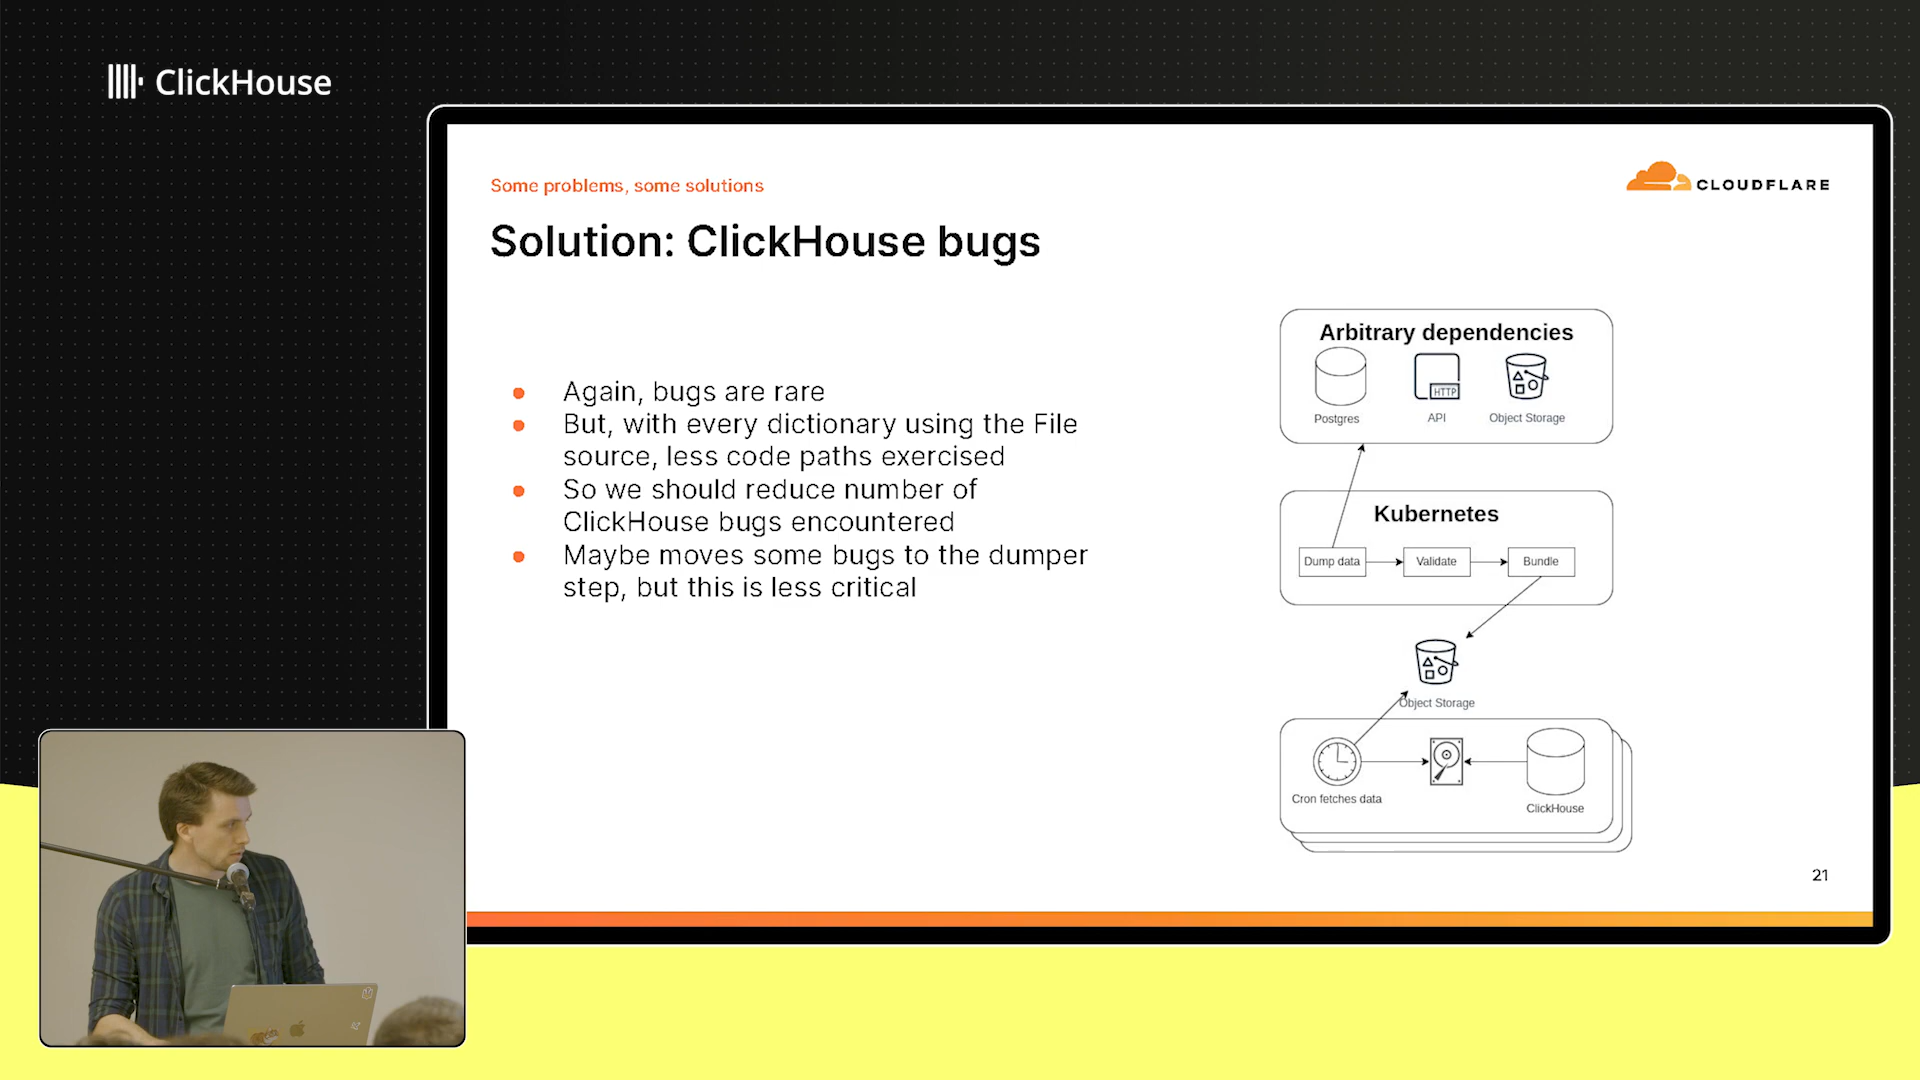 ClickHouse
Some problems, some solutions
CLOUDFLARE
Solution: ClickHouse bugs
Again, bugs are rare
But, with every dictionary using the File
source, less code paths exercised
So we should reduce number of
ClickHouse bugs encountered
Maybe moves some bugs to the dumper
step, but this is less critical
Arbitrary dependencies
HTTP
Postgres
API
Object Storage
Kubernetes
Dump data
Validate
Bundle
Object Storage
Cron fetches data
ClickHouse
21